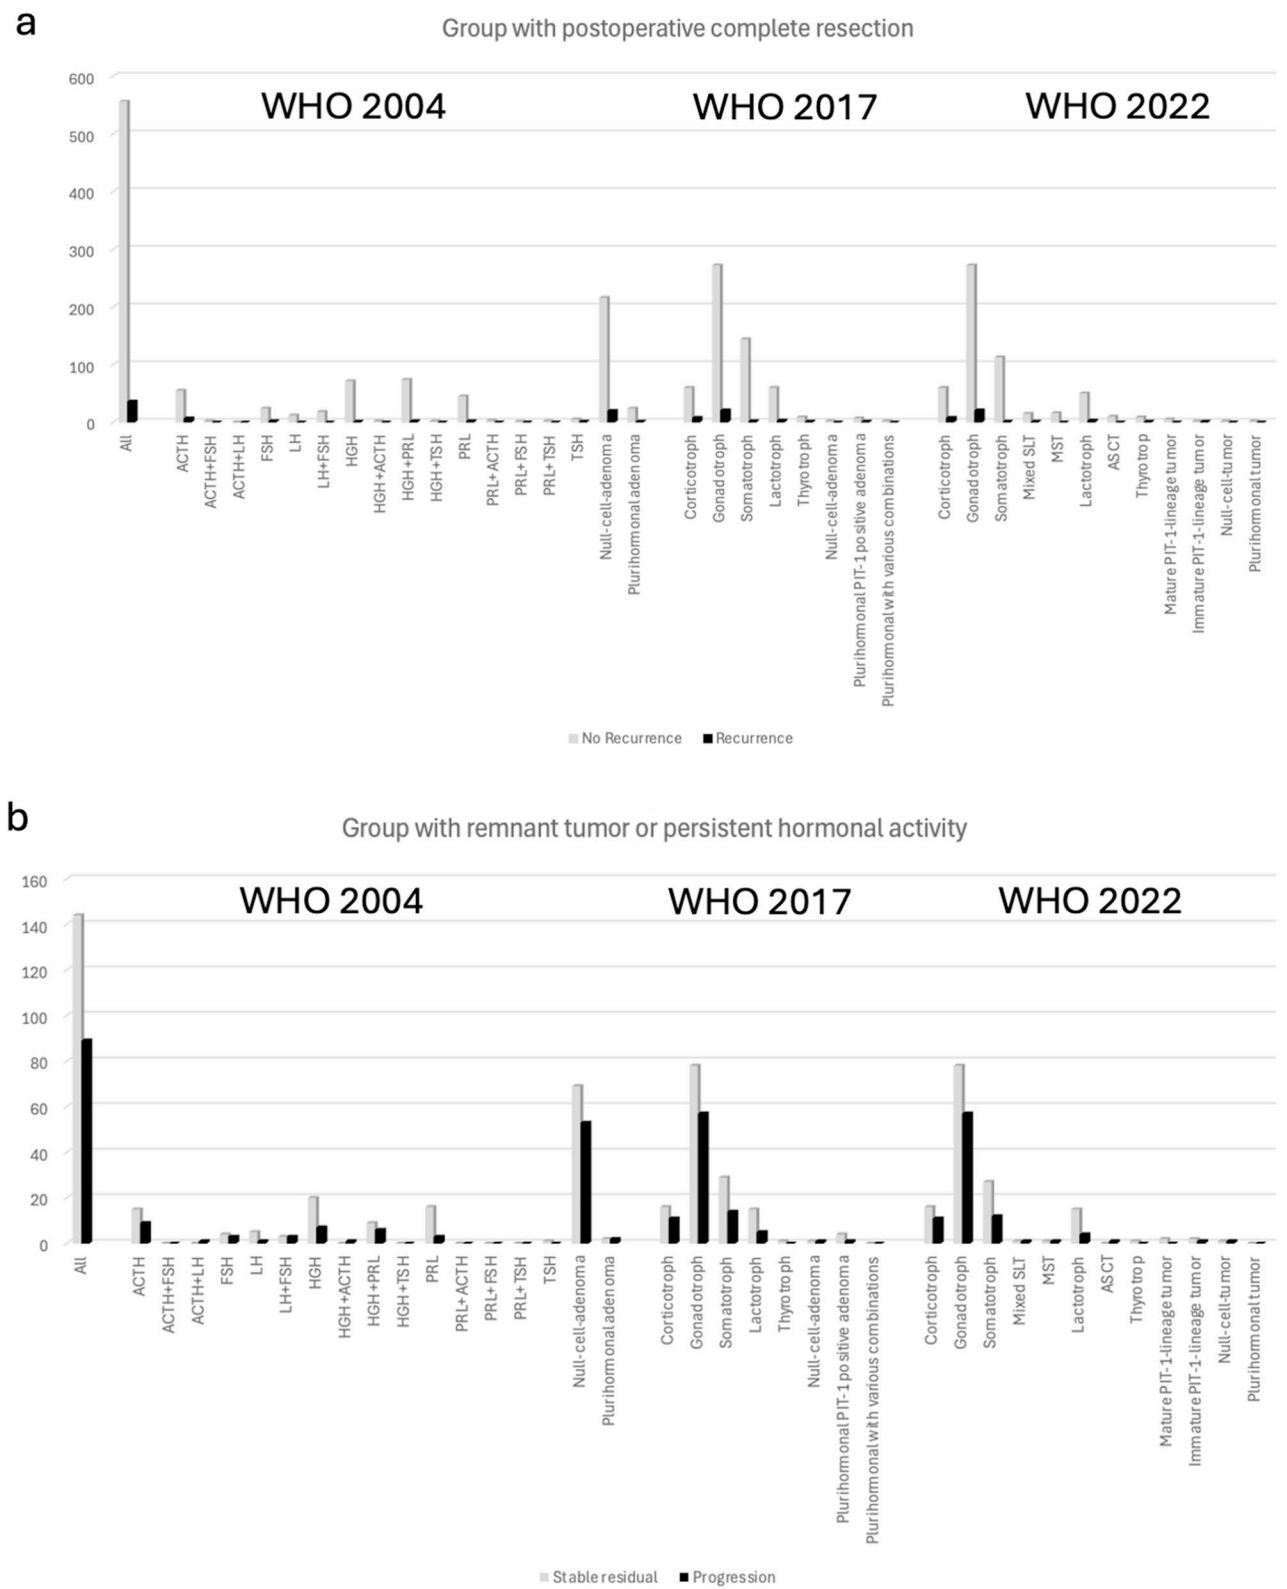 a
Group with postoperative complete resection
WHO 2004 WHO 2017 WHO 2022
600
500
400
300
200
100
0
All
ACTH
ACTH+FSH
ACTH+LH
FSH
LH
LH+FSH
HGH
HGH+ACTH
HGH+PRL
HGH+TSH
PRL
PRL+ACTH
PRL+FSH
PRL+TSH
TSH
Null-cell-adenoma
Plurihormonal adenoma
Corticotroph
Gonadotroph
Somatotroph
Lactotroph
Thyrotroph
Null-cell-adenoma
Plurihormonal PIT-1 positive adenoma
Plurihormonal with various combinations
Corticotroph
Gonadotroph
Somatotroph
Mixed SLT
MST
Lactotroph
ASCT
Thyrotrop
Mature PIT-1-lineage tumor
Immature PIT-1-lineage tumor
Null-cell-tumor
Plurihormonal tumor
No Recurrence Recurrence
b
Group with remnant tumor or persistent hormonal activity
WHO 2004 WHO 2017 WHO 2022
160
140
120
100
80
60
40
20
0
All
ACTH
ACTH+FSH
ACTH+LH
FSH
LH
LH+FSH
HGH
HGH+ACTH
HGH+PRL
HGH+TSH
PRL
PRL+ACTH
PRL+FSH
PRL+TSH
TSH
Null-cell-adenoma
Plurihormonal adenoma
Corticotroph
Gonadotroph
Somatotroph
Lactotroph
Thyrotroph
Null-cell-adenoma
Plurihormonal PIT-1 positive adenoma
Plurihormonal with various combinations
Corticotroph
Gonadotroph
Somatotroph
Mixed SLT
MST
Lactotroph
ASCT
Thyrotrop
Mature PIT-1-lineage tumor
Immature PIT-1-lineage tumor
Null-cell-tumor
Plurihormonal tumor
Stable residual Progression